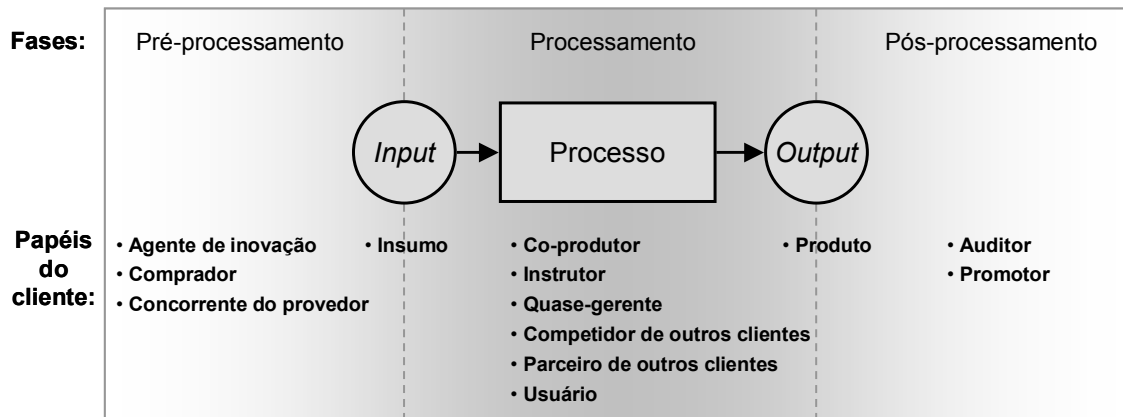 Fases:
Pré-processamento
Processamento
Pós-processamento
Input
Processo
Output
Papéis
do
cliente:
• Agente de inovação
• Comprador
• Concorrente do provedor
• Insumo
• Co-produtor
• Instrutor
• Quase-gerente
• Competidor de outros clientes
• Parceiro de outros clientes
• Usuário
• Produto
• Auditor
• Promotor